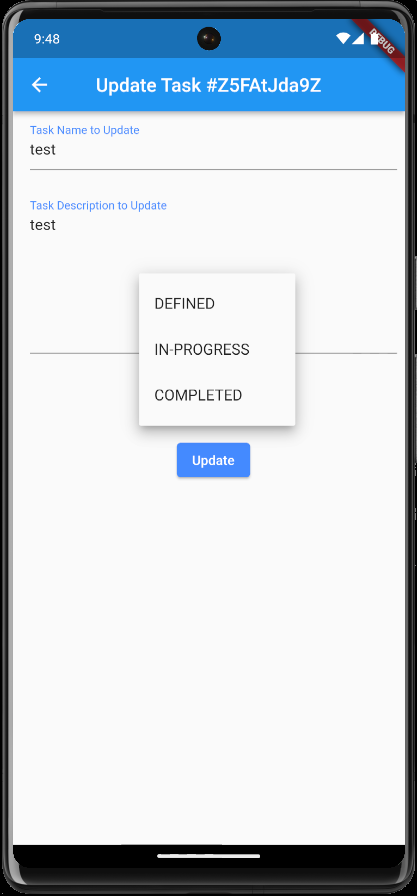 9:48
DEBUG
Update Task #Z5FAtJda9Z
Task Name to Update
test
Task Description to Update
test
DEFINED
IN-PROGRESS
COMPLETED
Update